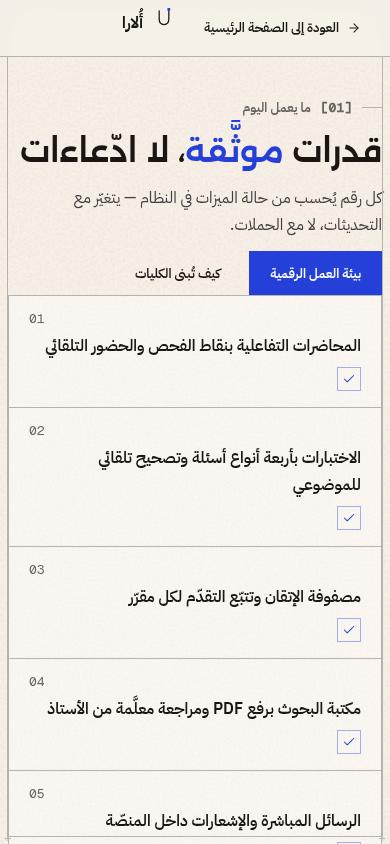 → العودة إلى الصفحة الرئيسية
أُلارا
[01] ما يعمل اليوم
قدرات موثَّقة، لا ادّعاءات
كل رقم يُحسب من حالة الميزات في النظام — يتغيّر مع
التحديثات، لا مع الحملات.
بيئة العمل الرقمية
كيف تُبنى الكليات
01
المحاضرات التفاعلية بنقاط الفحص والحضور التلقائي
02
الاختبارات بأربعة أنواع أسئلة وتصحيح تلقائي
للموضوعي
03
مصفوفة الإتقان وتتبّع التقدّم لكل مقرّر
04
مكتبة البحوث برفع PDF ومراجعة معلَّمة من الأستاذ
05
الرسائل المباشرة والإشعارات داخل المنصّة